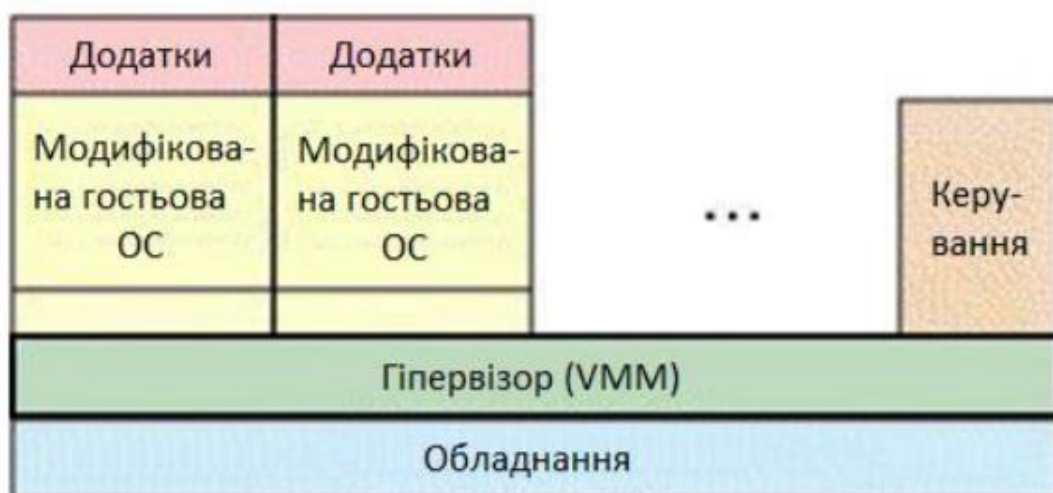 Додатки
Додатки
Модифікова-
на гостьова
ОС
Модифікова-
на гостьова
ОС
...
Керу-
вання
Гіпервізор (VMM)
Обладнання